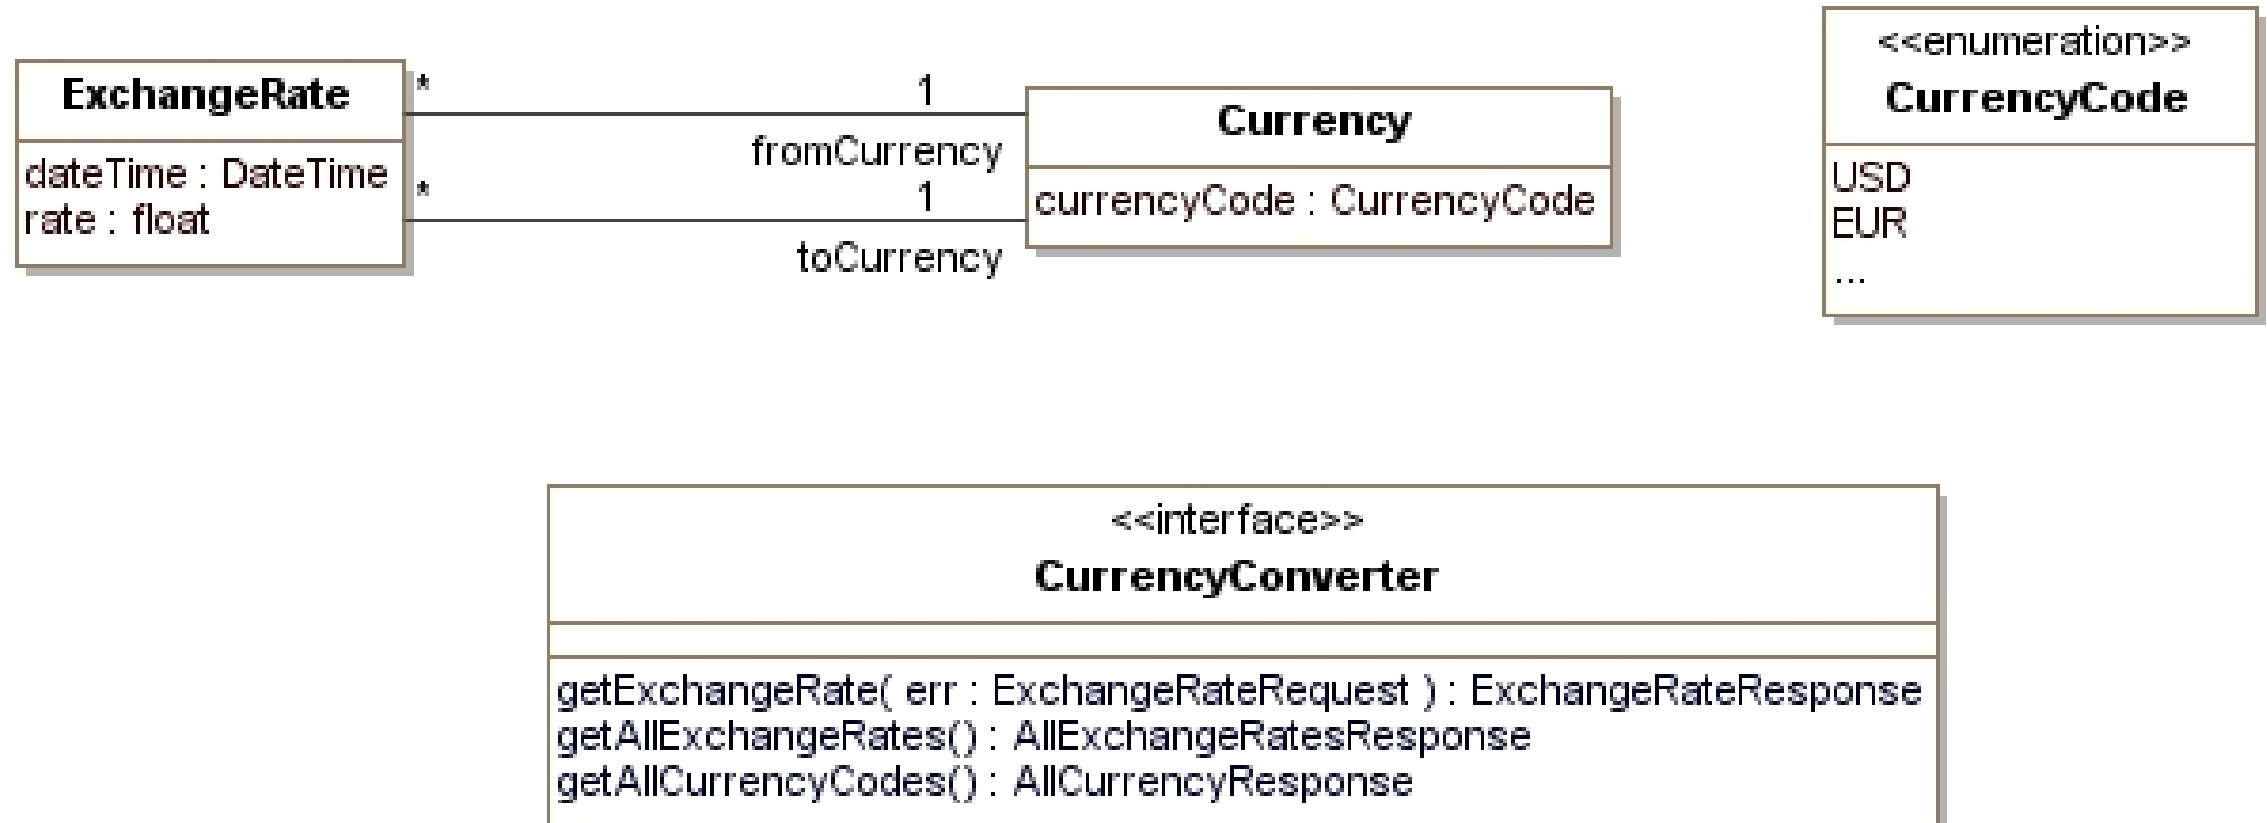 ExchangeRate
dateTime : DateTime
rate : float
*
1
fromCurrency
*
1
toCurrency
Currency
currencyCode : CurrencyCode
<<enumeration>>
CurrencyCode
USD
EUR
...
<<interface>>
CurrencyConverter
getExchangeRate( err : ExchangeRateRequest ) : ExchangeRateResponse
getAllExchangeRates() : AllExchangeRatesResponse
getAllCurrencyCodes() : AllCurrencyResponse